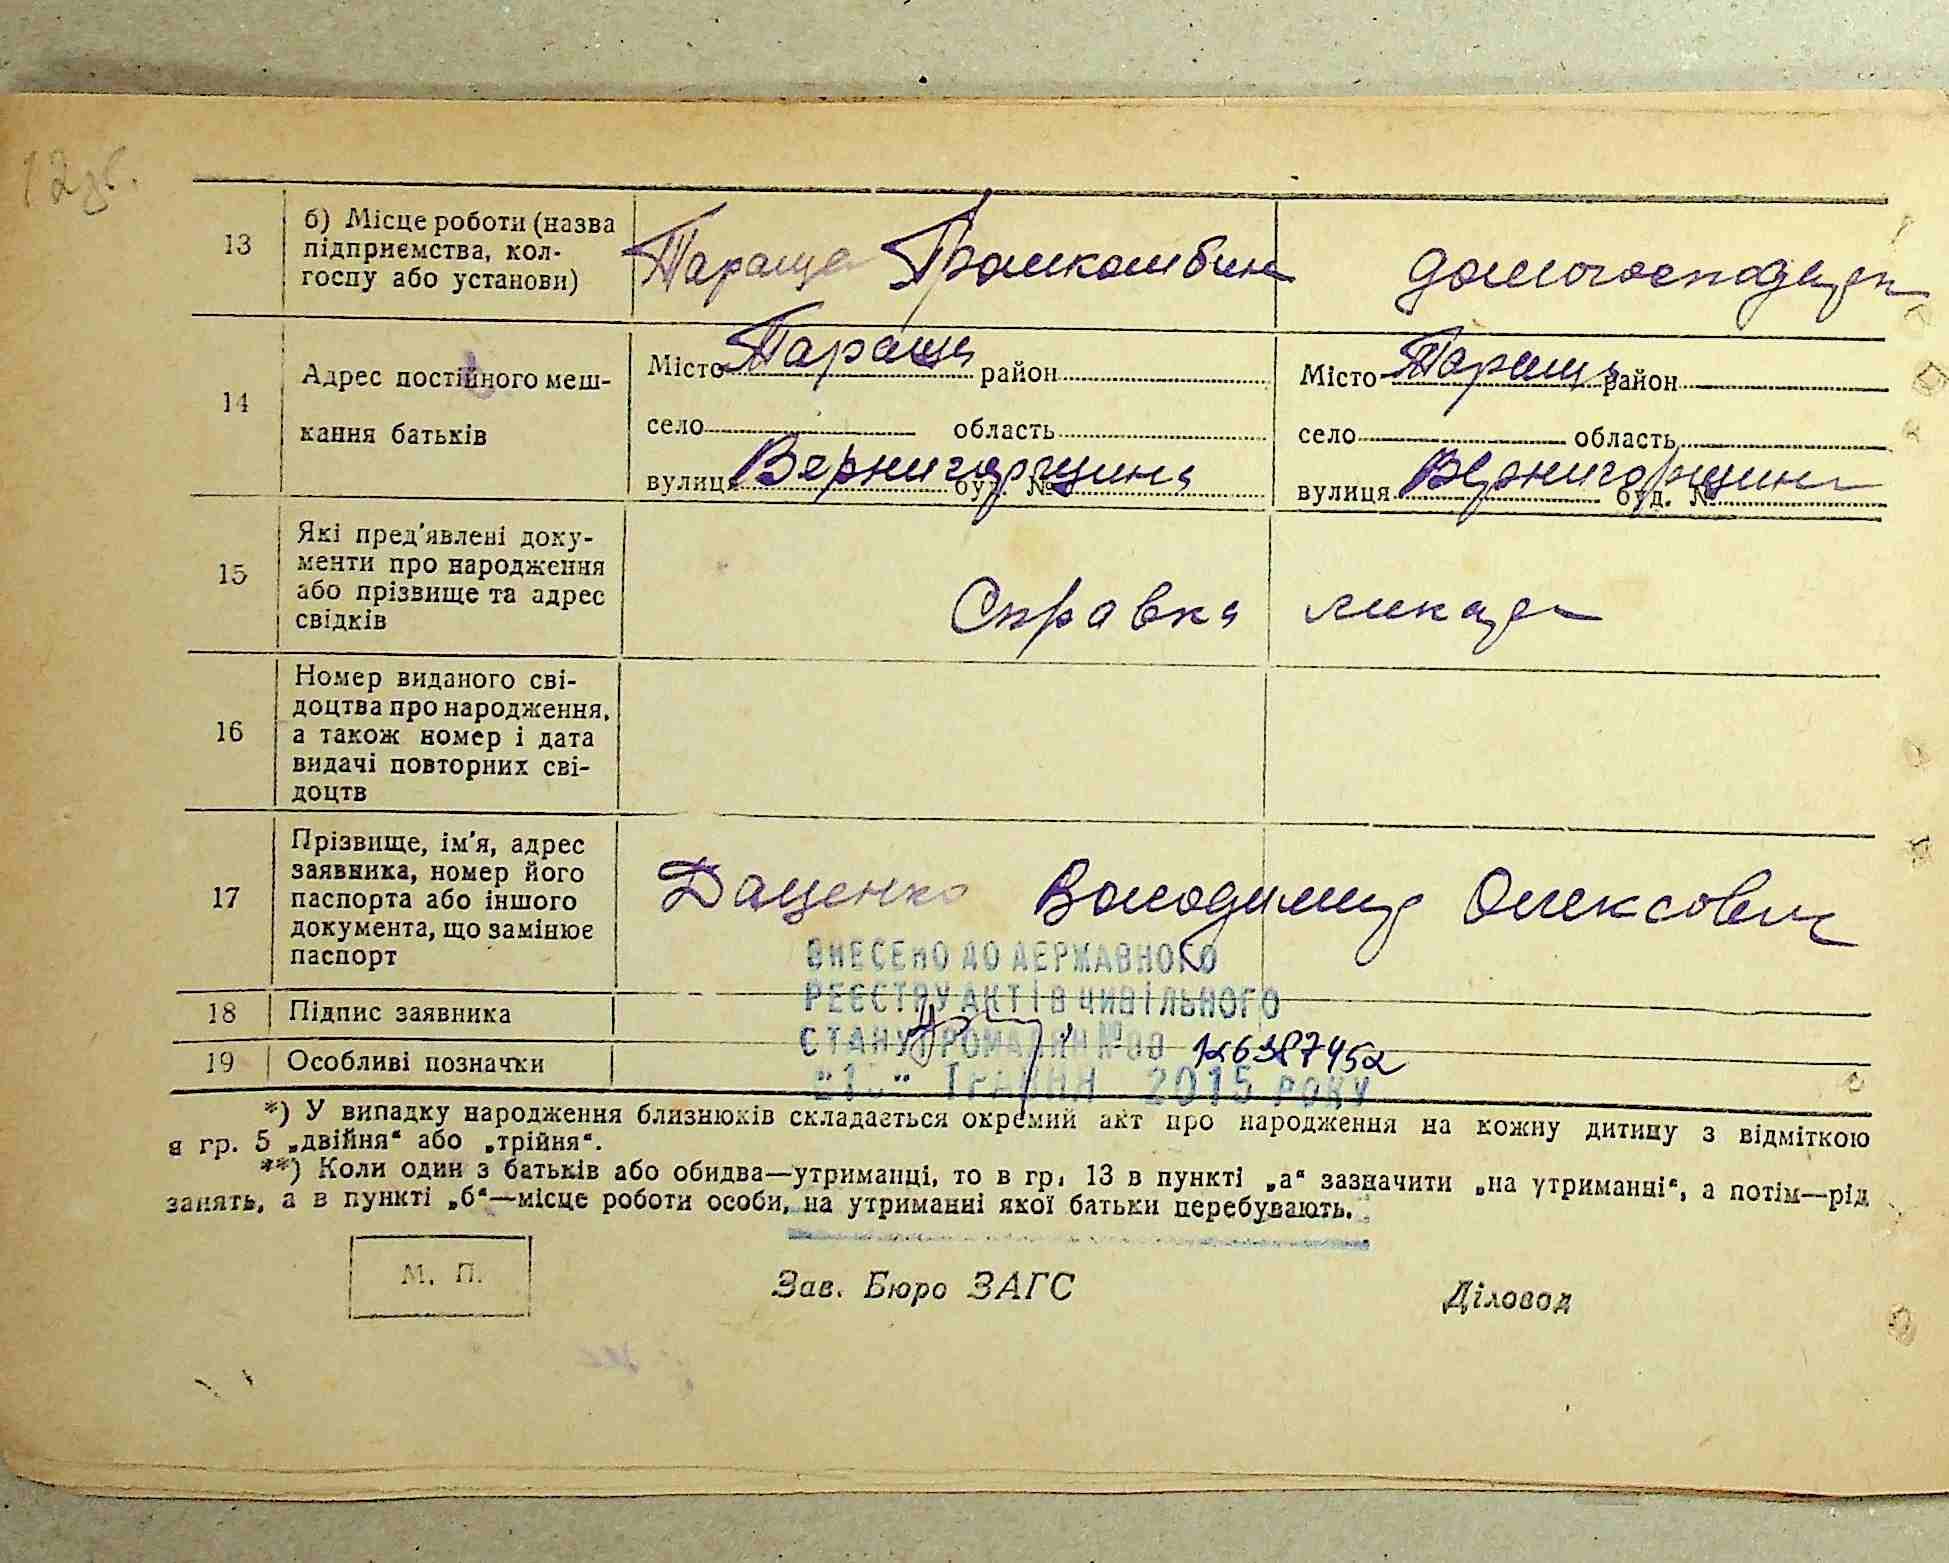 12 зв.
13
б) Місце роботи (назва
підприємства, кол-
госпу або установи)
Тараща Промкомбин
домогосподарк
14
Адрес постійного меш-
кання батьків
Місто Тараща район
село область
вулиця Вернигорщина буд. №
Місто Тараща район
село область
вулиця Вернигорщина буд. №
15
Які пред'явлені доку-
менти про народження
або прізвище та адрес
свідків
Справка ликаря
16
Номер виданого сві-
доцтва про народження,
а також номер і дата
видачі повторних сві-
доцтв
17
Прізвище, ім'я, адрес
заявника, номер його
паспорта або іншого
документа, що замінює
паспорт
Даценко Володимир Олексович
ВНЕСЕНО ДО ДЕРЖАВНОГО
РЕЄСТРУ АКТІВ ЦИВІЛЬНОГО
СТАНУ ГРОМАДЯН №00
ТРАВНЯ 2015 РОКУ
18
Підпис заявника
19
Особливі позначки
*) У випадку народження близнюків складається окремий акт про народження на кожну дитину з відміткою
в гр. 5 „двійня“ або „трійня“.
**) Коли один з батьків або обидва—утриманці, то в гр. 13 в пункті „а“ зазначити „на утриманні“, а потім—рід
занять, а в пункті „б“—місце роботи особи, на утриманні якої батьки перебувають.
М. П.
Зав. Бюро ЗАГС
Діловод